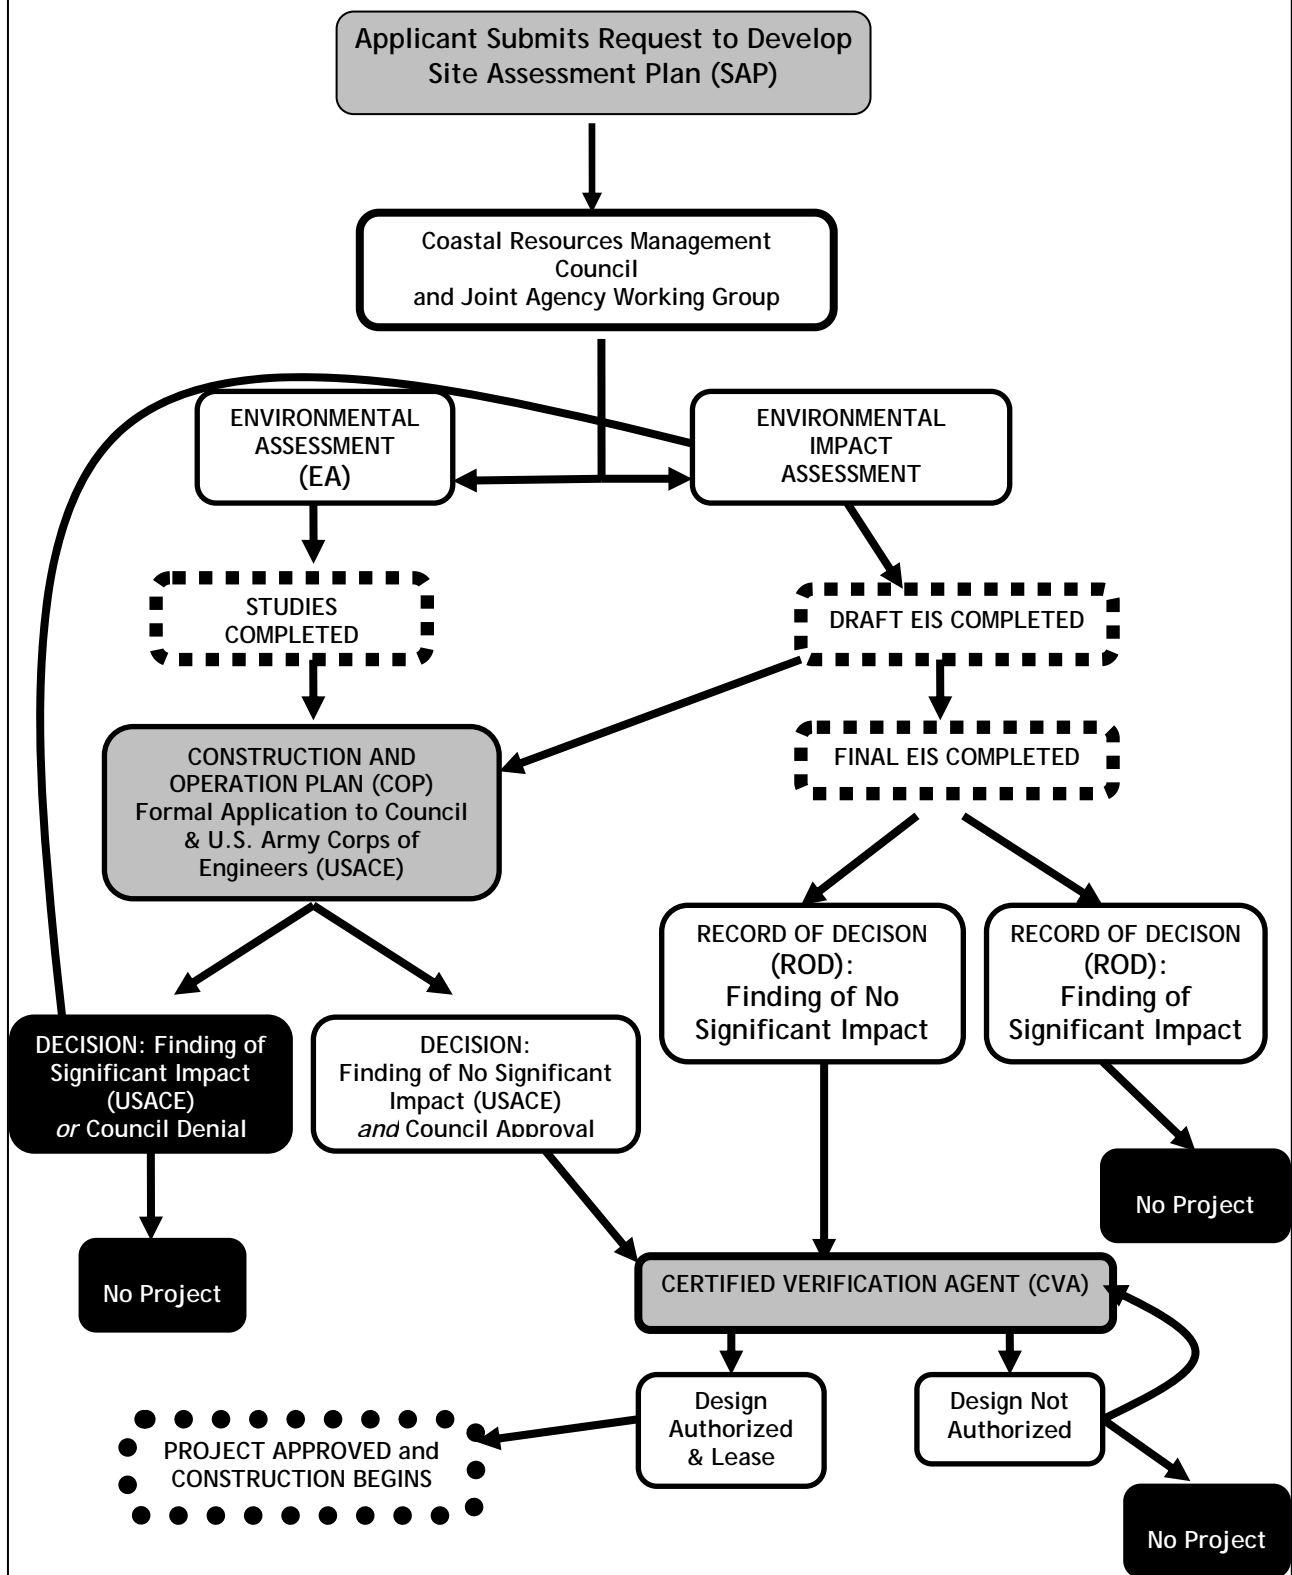 Applicant Submits Request to Develop
Site Assessment Plan (SAP)
Coastal Resources Management
Council
and Joint Agency Working Group
ENVIRONMENTAL
ASSESSMENT
(EA)
ENVIRONMENTAL
IMPACT
ASSESSMENT
STUDIES
COMPLETED
DRAFT EIS COMPLETED
FINAL EIS COMPLETED
CONSTRUCTION AND
OPERATION PLAN (COP)
Formal Application to Council
& U.S. Army Corps of
Engineers (USACE)
RECORD OF DECISON
(ROD):
Finding of No
Significant Impact
RECORD OF DECISON
(ROD):
Finding of
Significant Impact
DECISION: Finding of
Significant Impact
(USACE)
or Council Denial
DECISION:
Finding of No Significant
Impact (USACE)
and Council Approval
No Project
No Project
CERTIFIED VERIFICATION AGENT (CVA)
Design
Authorized
& Lease
Design Not
Authorized
PROJECT APPROVED and
CONSTRUCTION BEGINS
No Project